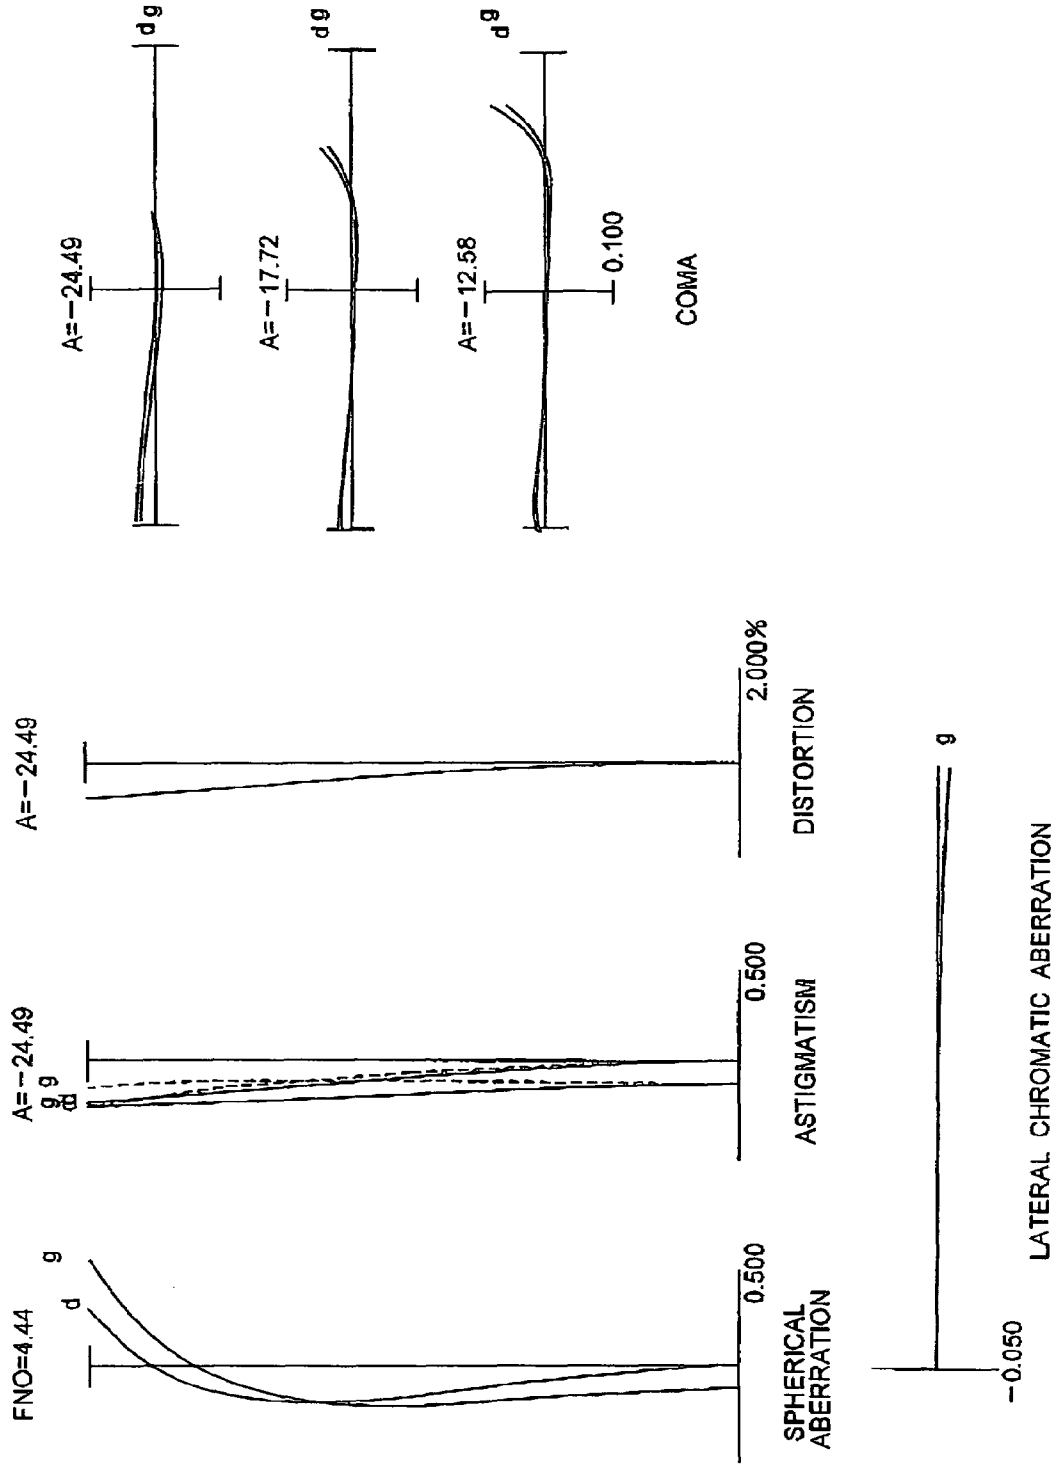 FNO=4.44
d
g
0.500
SPHERICAL
ABERRATION
A=−24.49
g
d
g
0.500
ASTIGMATISM
A=−24.49
2.000%
DISTORTION
A=−24.49
d g
A=−17.72
d g
A=−12.58
d g
0.100
COMA
−0.050
g
LATERAL CHROMATIC ABERRATION